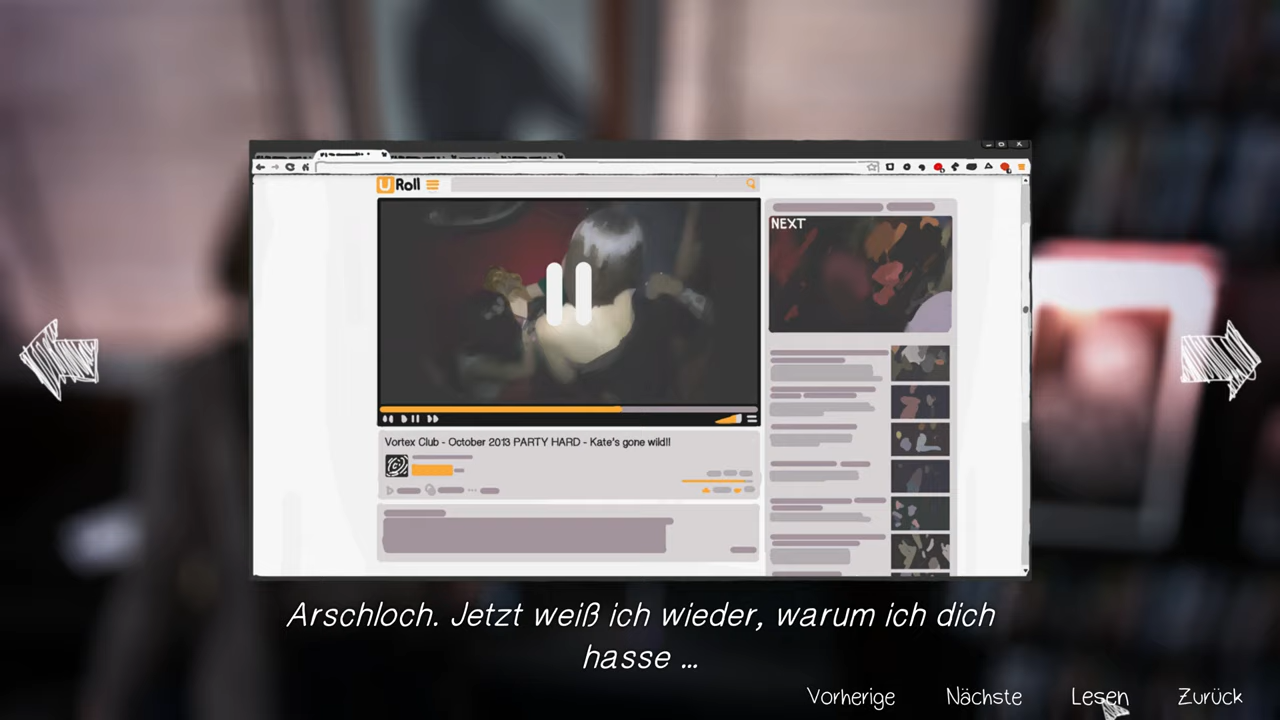 U Roll
NEXT
Vortex Club - October 2013 PARTY HARD - Kate's gone wild!!
Arschloch. Jetzt weiß ich wieder, warum ich dich
hasse ...
Vorherige Nächste Lesen Zurück